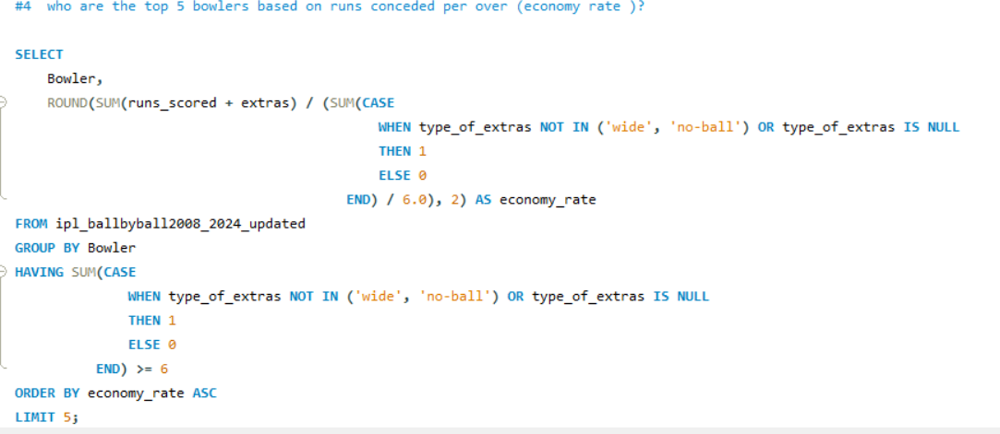 #4  who are the top 5 bowlers based on runs conceded per over (economy rate )?
SELECT
Bowler,
ROUND(SUM(runs_scored + extras) / (SUM(CASE
WHEN type_of_extras NOT IN ('wide', 'no-ball') OR type_of_extras IS NULL
THEN 1
ELSE 0
END) / 6.0), 2) AS economy_rate
FROM ipl_ballbyball2008_2024_updated
GROUP BY Bowler
HAVING SUM(CASE
WHEN type_of_extras NOT IN ('wide', 'no-ball') OR type_of_extras IS NULL
THEN 1
ELSE 0
END) >= 6
ORDER BY economy_rate ASC
LIMIT 5;